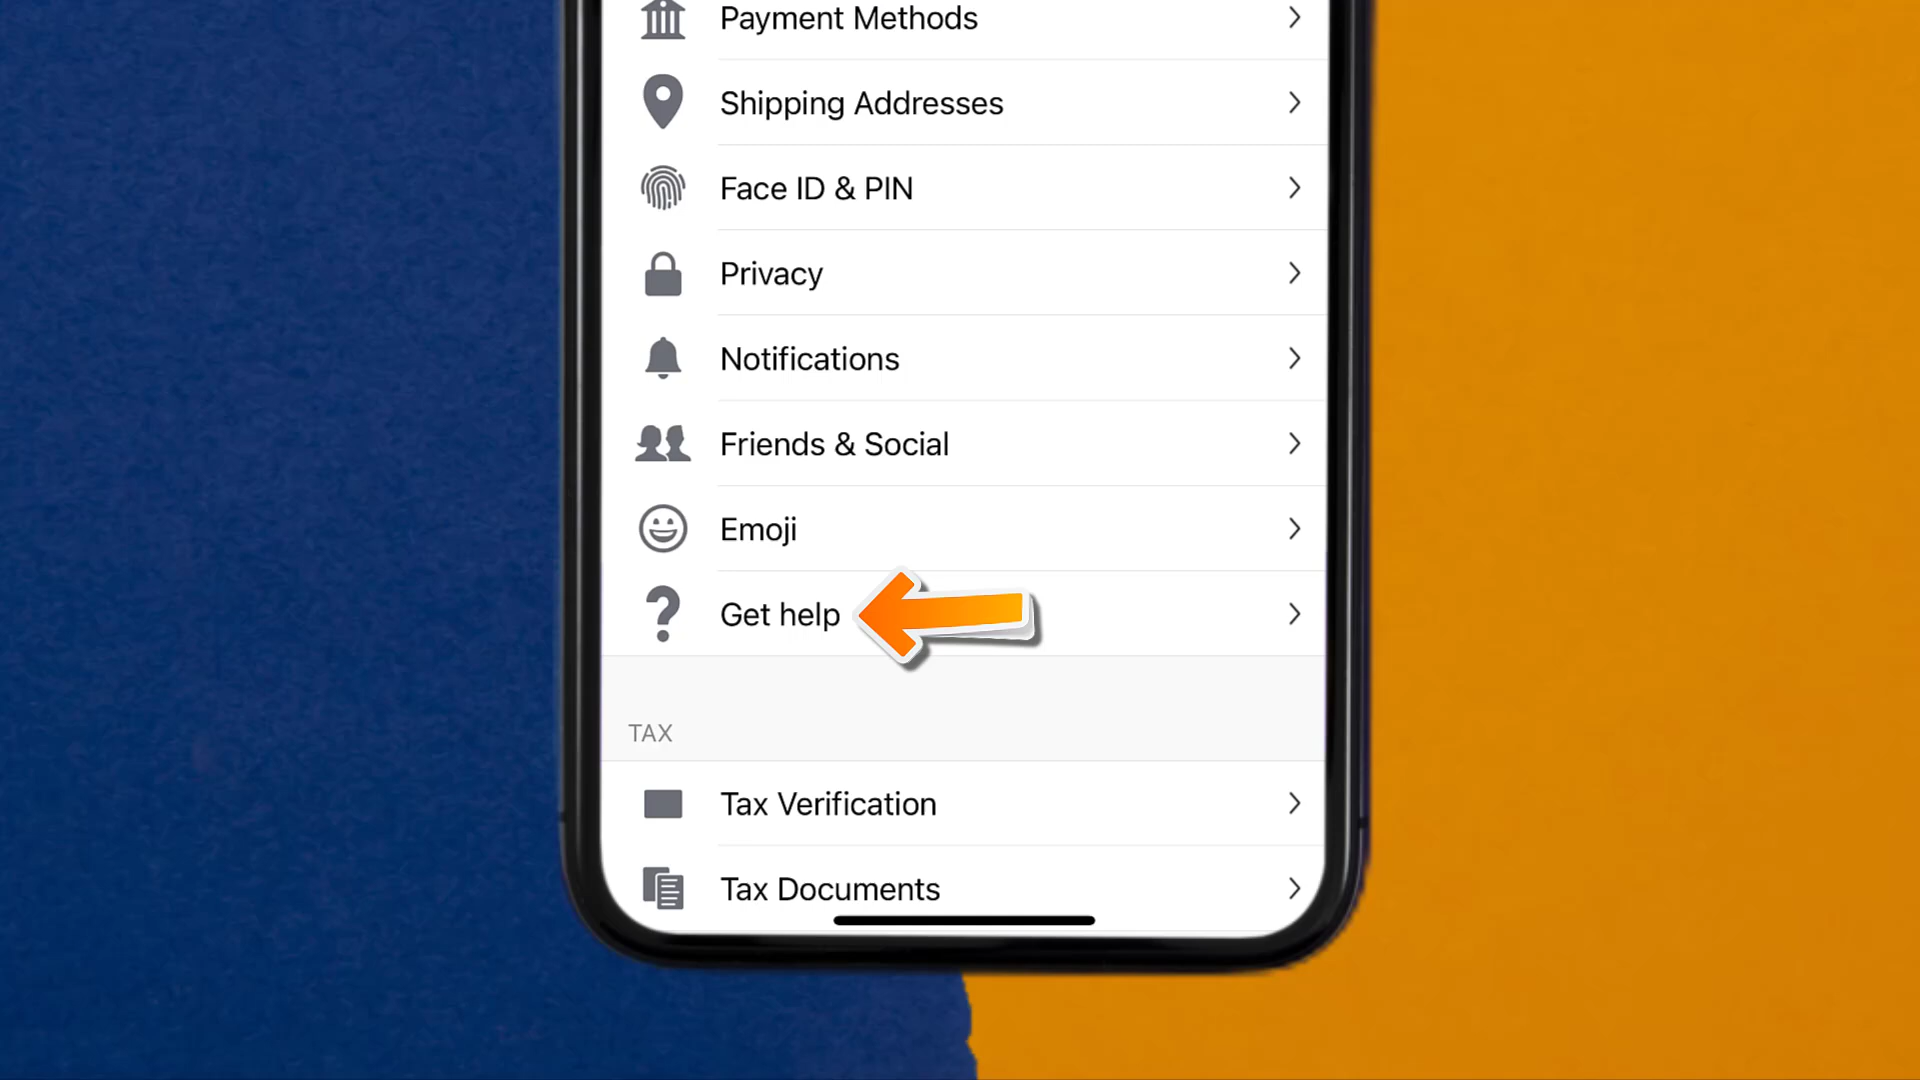 Payment Methods
Shipping Addresses
Face ID & PIN
Privacy
Notifications
Friends & Social
Emoji
Get help
TAX
Tax Verification
Tax Documents